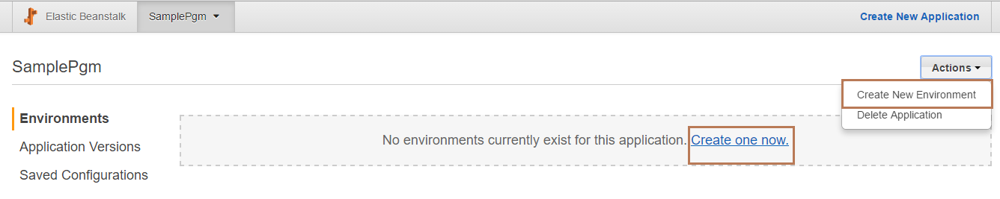 Elastic Beanstalk SamplePgm Create New Application
SamplePgm Actions
Create New Environment
Delete Application
Environments
Application Versions
Saved Configurations
No environments currently exist for this application. Create one now.